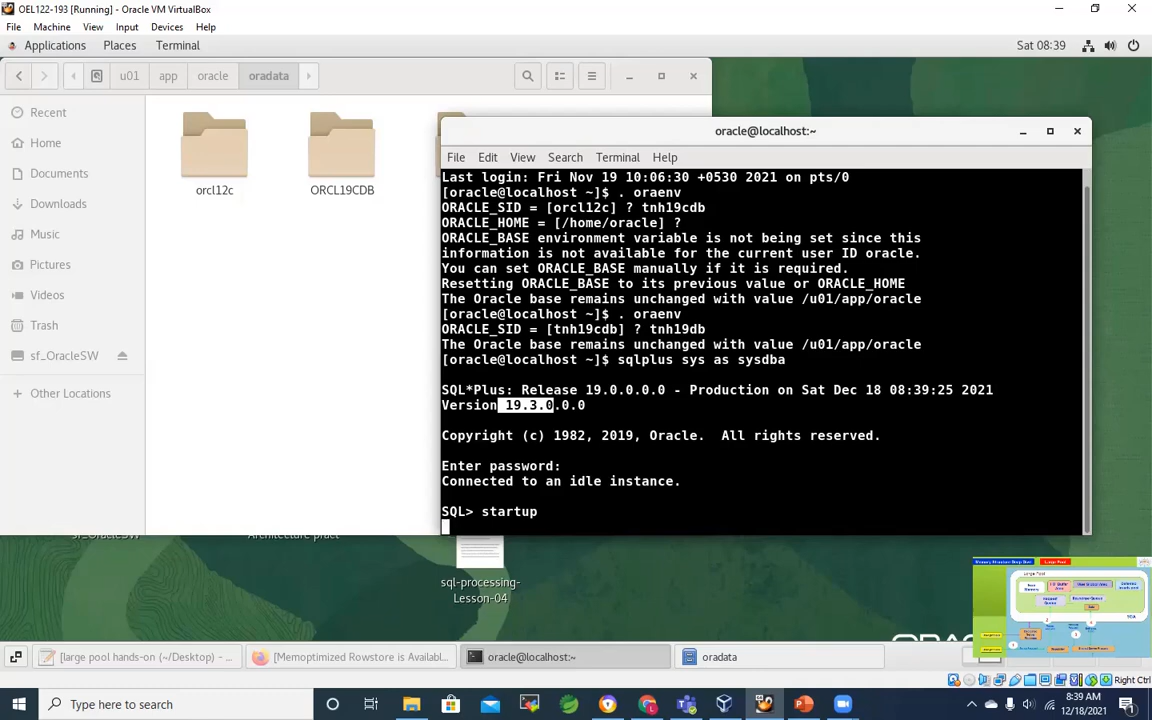 OEL122-193 [Running] - Oracle VM VirtualBox
File Machine View Input Devices Help
Applications Places Terminal Sat 08:39
u01 app oracle oradata
Recent
Home
Documents
Downloads
Music
Pictures
Videos
Trash
sf_OracleSW
Other Locations
orcl12c
ORCL19CDB
oracle@localhost:~
File Edit View Search Terminal Help
Last login: Fri Nov 19 10:06:30 +0530 2021 on pts/0
[oracle@localhost ~]$ . oraenv
ORACLE_SID = [orcl12c] ? tnh19cdb
ORACLE_HOME = [/home/oracle] ?
ORACLE_BASE environment variable is not being set since this
information is not available for the current user ID oracle.
You can set ORACLE_BASE manually if it is required.
Resetting ORACLE_BASE to its previous value or ORACLE_HOME
The Oracle base remains unchanged with value /u01/app/oracle
[oracle@localhost ~]$ . oraenv
ORACLE_SID = [tnh19cdb] ? tnh19db
The Oracle base remains unchanged with value /u01/app/oracle
[oracle@localhost ~]$ sqlplus sys as sysdba
SQL*Plus: Release 19.0.0.0.0 - Production on Sat Dec 18 08:39:25 2021
Version 19.3.0.0.0
Copyright (c) 1982, 2019, Oracle.  All rights reserved.
Enter password:
Connected to an idle instance.
SQL> startup
sql-processing-
Lesson-04
Large Pool
[large pool hands-on (~/Desktop) - ...
[Memoptimized Rowstore is Availabl...
oracle@localhost:~
oradata
Right Ctrl
Type here to search
8:39 AM
12/18/2021